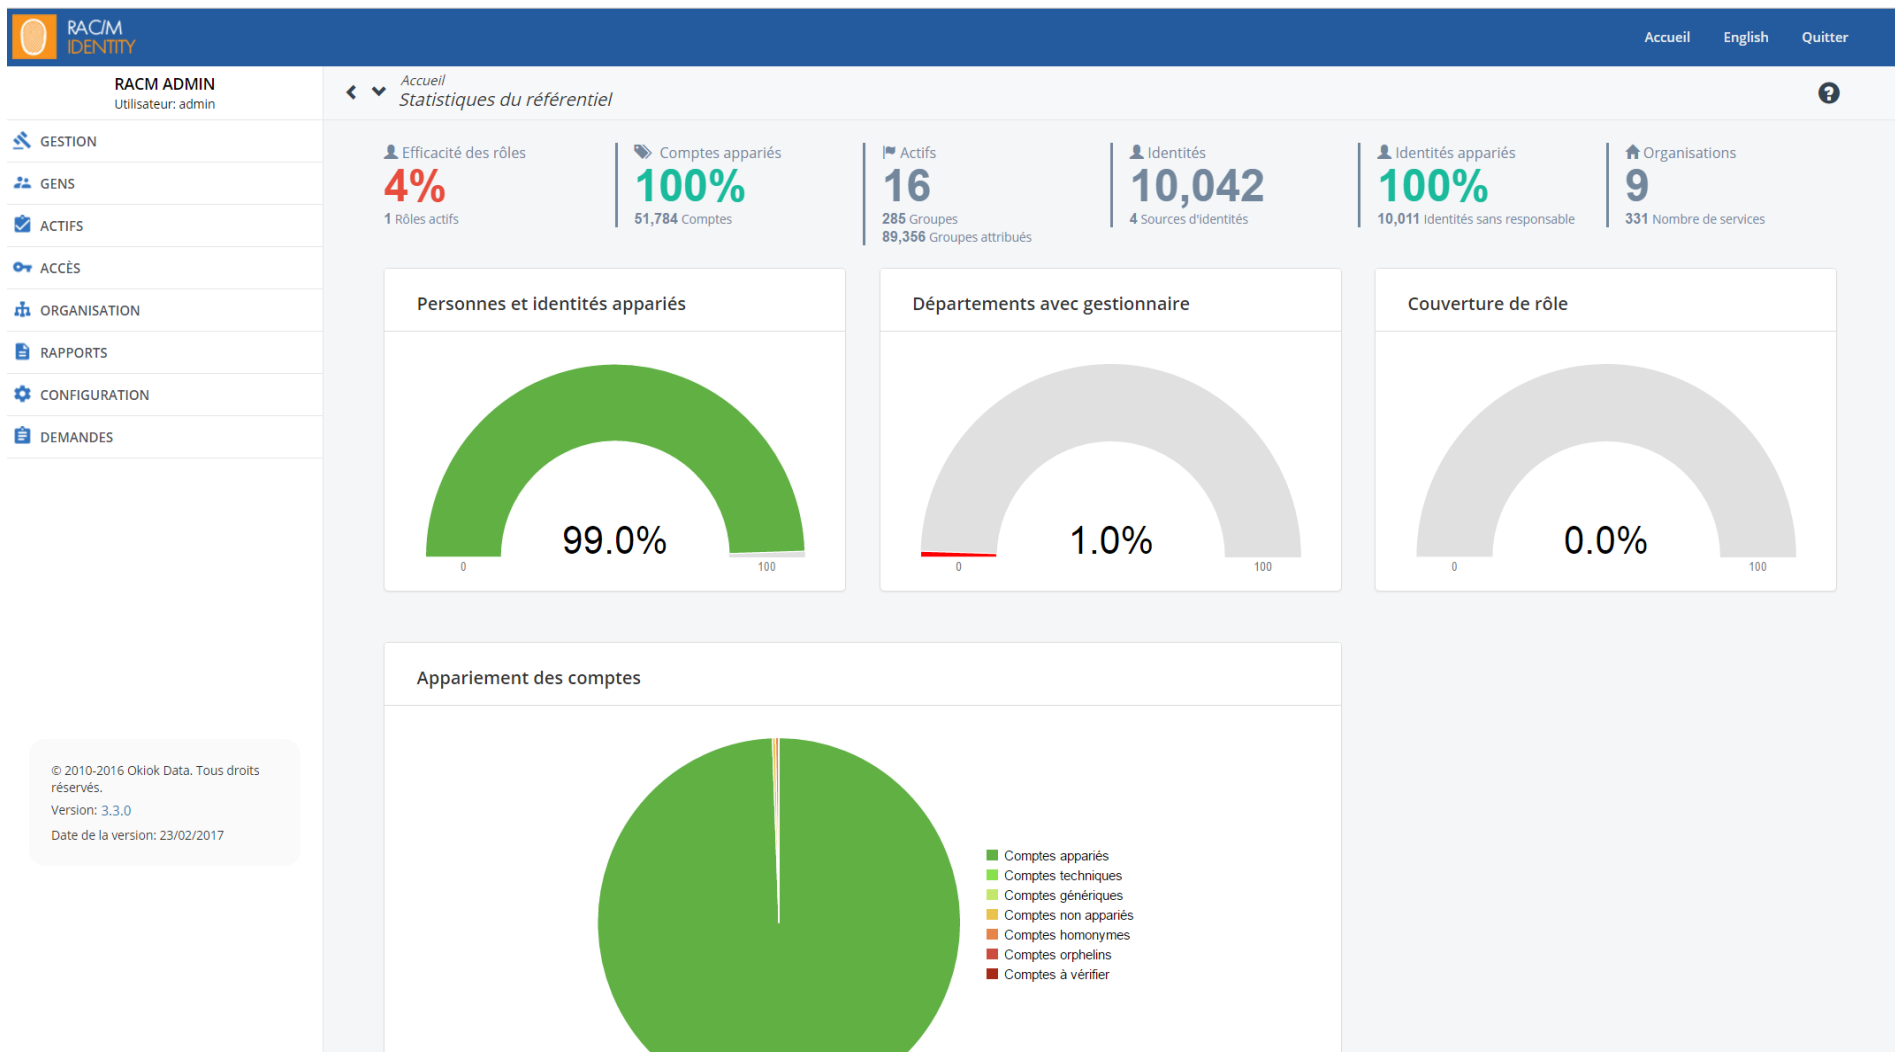 RAC/M
IDENTITY
Accueil English Quitter
RACM ADMIN
Utilisateur: admin
Accueil
Statistiques du référentiel
GESTION
GENS
ACTIFS
ACCÈS
ORGANISATION
RAPPORTS
CONFIGURATION
DEMANDES
© 2010-2016 Okiok Data. Tous droits
réservés.
Version: 3.3.0
Date de la version: 23/02/2017
Efficacité des rôles
4%
1 Rôles actifs
Comptes appariés
100%
51,784 Comptes
Actifs
16
285 Groupes
89,356 Groupes attribués
Identités
10,042
4 Sources d'identités
Identités appariés
100%
10,011 Identités sans responsable
Organisations
9
331 Nombre de services
Personnes et identités appariés
99.0%
0 100
Départements avec gestionnaire
1.0%
0 100
Couverture de rôle
0.0%
0 100
Appariement des comptes
Comptes appariés
Comptes techniques
Comptes génériques
Comptes non appariés
Comptes homonymes
Comptes orphelins
Comptes à vérifier